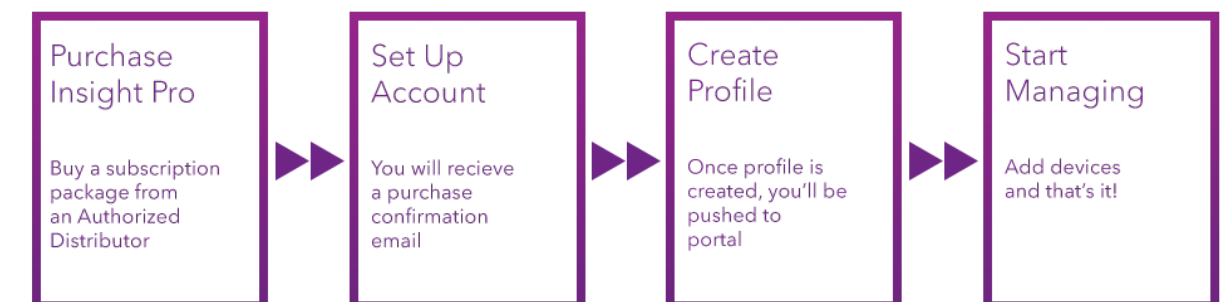 Purchase
Insight Pro
Buy a subscription
package from
an Authorized
Distributor
Set Up
Account
You will recieve
a purchase
confirmation
email
Create
Profile
Once profile is
created, you'll be
pushed to
portal
Start
Managing
Add devices
and that's it!